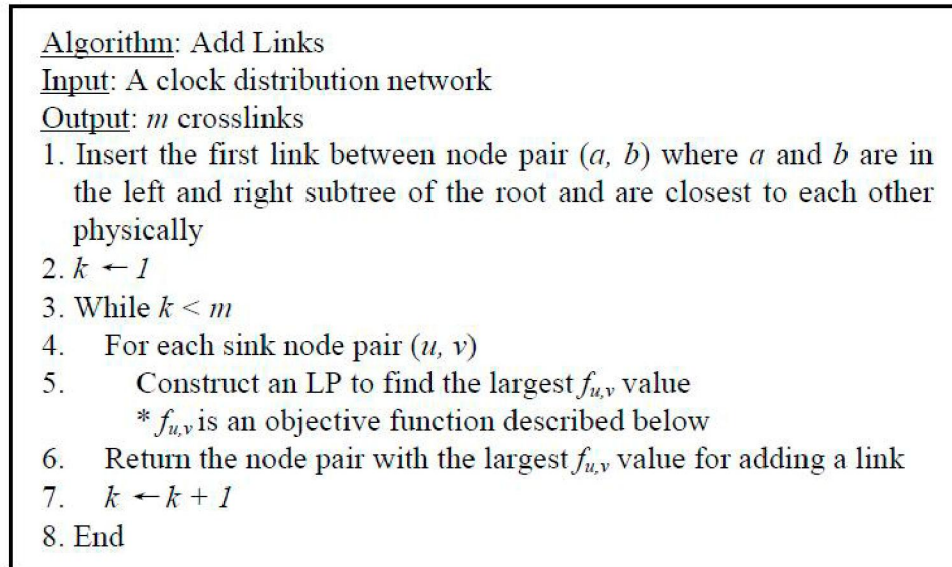 Algorithm: Add Links
Input: A clock distribution network
Output: m crosslinks
1. Insert the first link between node pair (a, b) where a and b are in
the left and right subtree of the root and are closest to each other
physically
2. k ← 1
3. While k < m
4. For each sink node pair (u, v)
5. Construct an LP to find the largest fu,v value
* fu,v is an objective function described below
6. Return the node pair with the largest fu,v value for adding a link
7. k ← k + 1
8. End